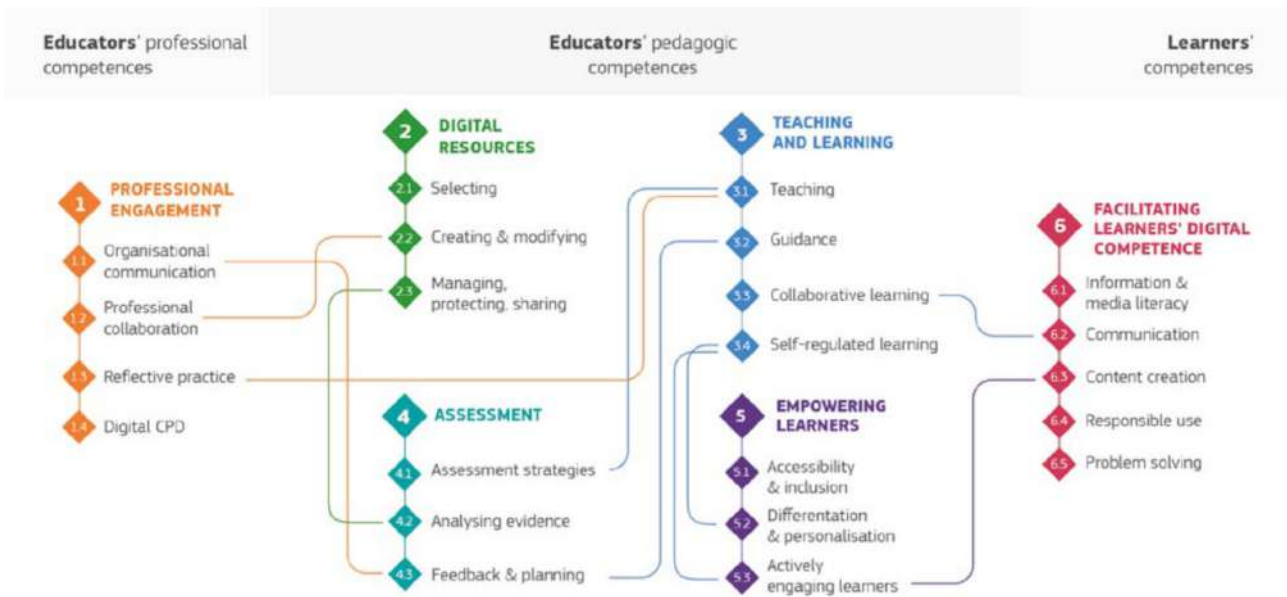 Educators' professional
competences
Educators' pedagogic
competences
Learners'
competences
1
PROFESSIONAL
ENGAGEMENT
1.1
Organisational
communication
1.2
Professional
collaboration
1.3
Reflective practice
1.4
Digital CPD
2
DIGITAL
RESOURCES
2.1
Selecting
2.2
Creating & modifying
2.3
Managing,
protecting, sharing
3
TEACHING
AND LEARNING
3.1
Teaching
3.2
Guidance
3.3
Collaborative learning
3.4
Self-regulated learning
4
ASSESSMENT
4.1
Assessment strategies
4.2
Analysing evidence
4.3
Feedback & planning
5
EMPOWERING
LEARNERS
5.1
Accessibility
& inclusion
5.2
Differentation
& personalisation
5.3
Actively
engaging learners
6
FACILITATING
LEARNERS' DIGITAL
COMPETENCE
6.1
Information &
media literacy
6.2
Communication
6.3
Content creation
6.4
Responsible use
6.5
Problem solving